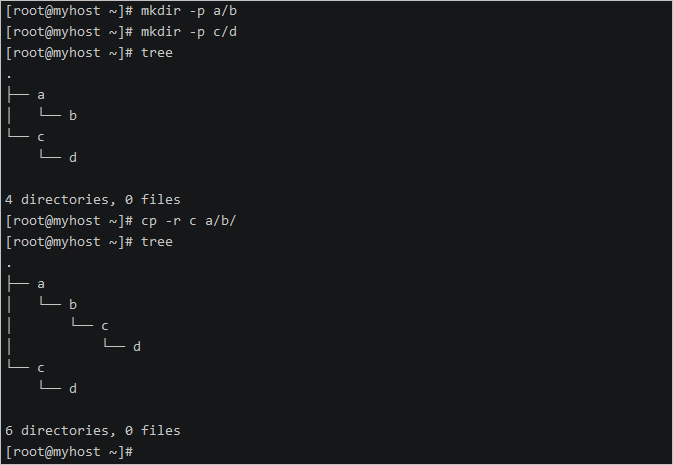 [root@myhost ~]# mkdir -p a/b
[root@myhost ~]# mkdir -p c/d
[root@myhost ~]# tree
.
├── a
│   └── b
└── c
    └── d

4 directories, 0 files
[root@myhost ~]# cp -r c a/b/
[root@myhost ~]# tree
.
├── a
│   └── b
│       └── c
│           └── d
└── c
    └── d

6 directories, 0 files
[root@myhost ~]#